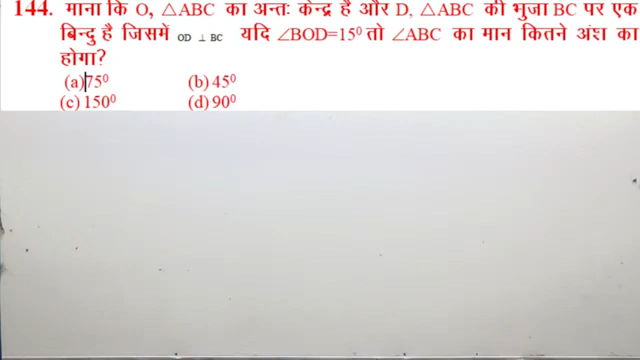 144. माना कि O, △ABC का अन्तः केन्द्र है और D, △ABC की भुजा BC पर एक
बिन्दु है जिसमें OD ⊥ BC यदि ∠BOD=15⁰ तो ∠ABC का मान कितने अंश का
होगा?
(a) 75⁰ (b) 45⁰
(c) 150⁰ (d) 90⁰